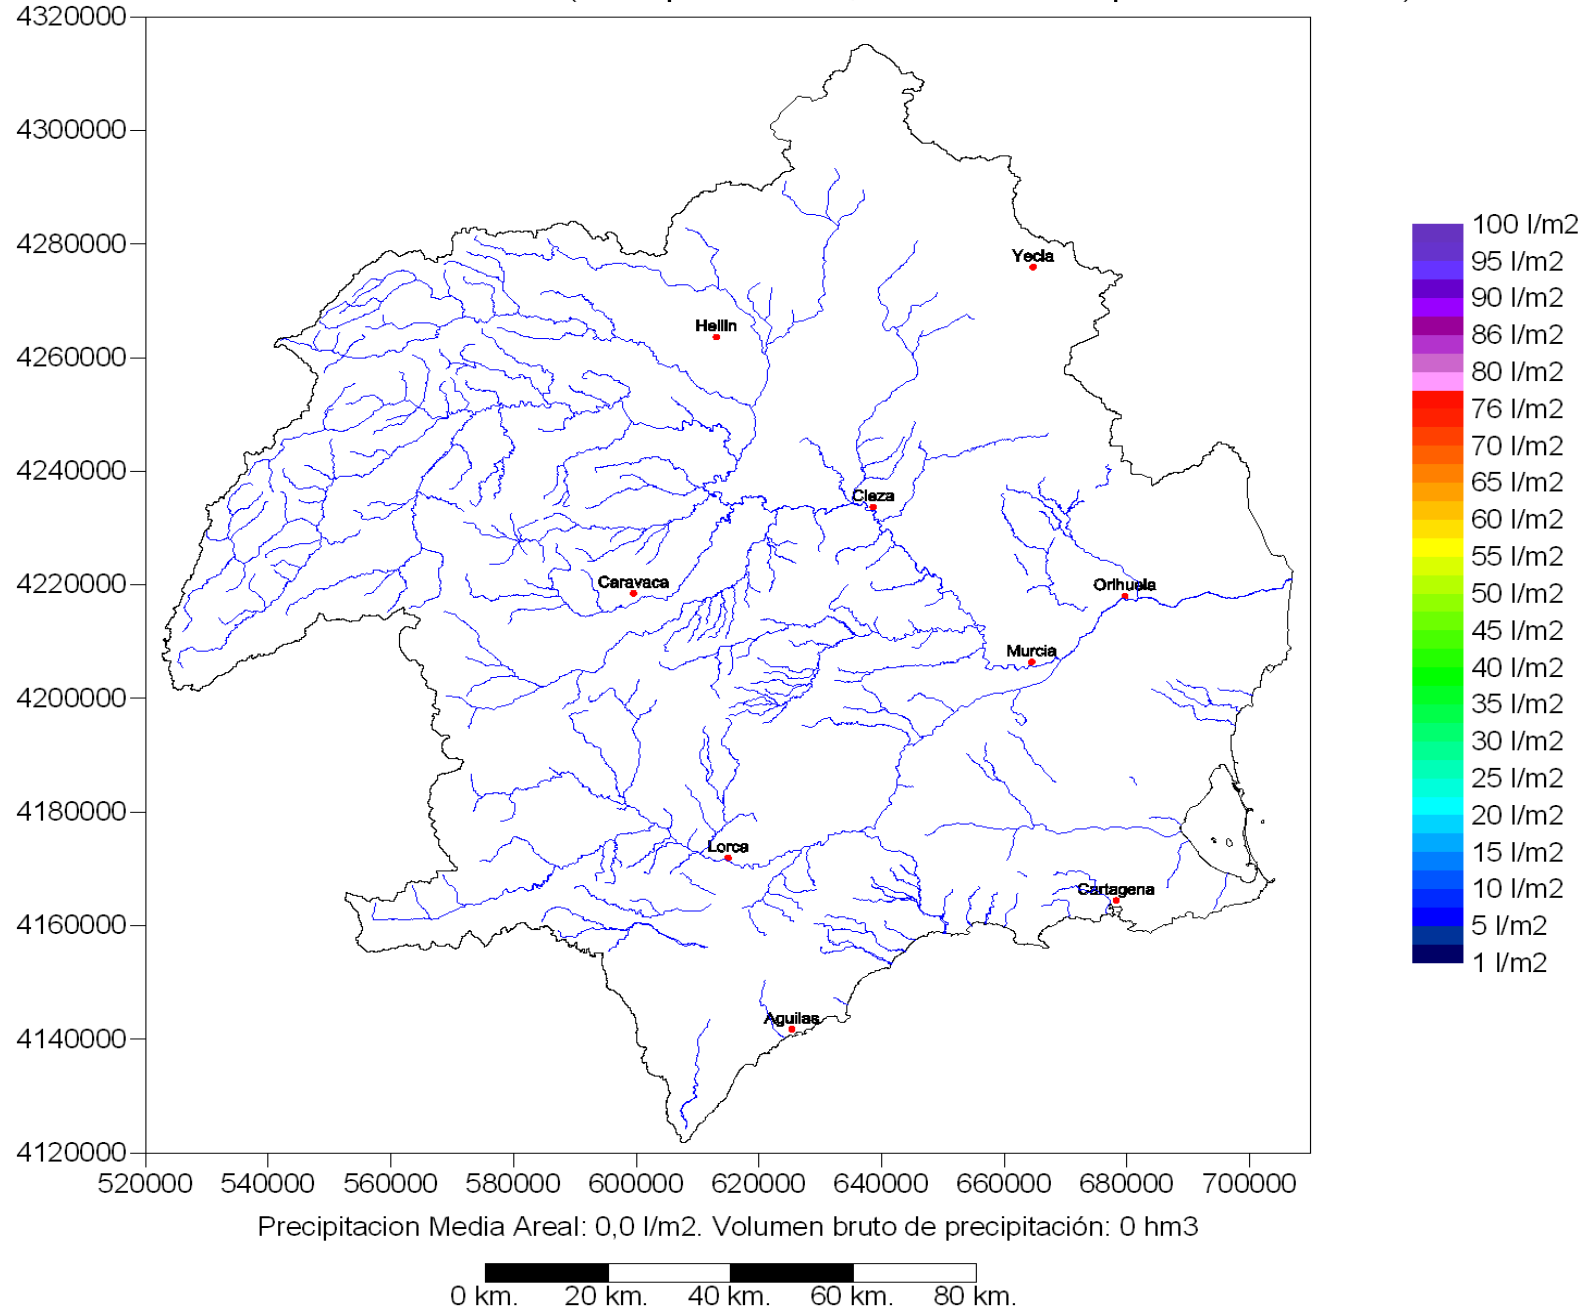 4320000
4300000
4280000
4260000
4240000
4220000
4200000
4180000
4160000
4140000
4120000
520000 540000 560000 580000 600000 620000 640000 660000 680000 700000
Yecla
Hellin
Cieza
Caravaca
Orihuela
Murcia
Lorca
Cartagena
Aguilas
100 l/m2
95 l/m2
90 l/m2
86 l/m2
80 l/m2
76 l/m2
70 l/m2
65 l/m2
60 l/m2
55 l/m2
50 l/m2
45 l/m2
40 l/m2
35 l/m2
30 l/m2
25 l/m2
20 l/m2
15 l/m2
10 l/m2
5 l/m2
1 l/m2
Precipitacion Media Areal: 0,0 l/m2. Volumen bruto de precipitación: 0 hm3
0 km. 20 km. 40 km. 60 km. 80 km.